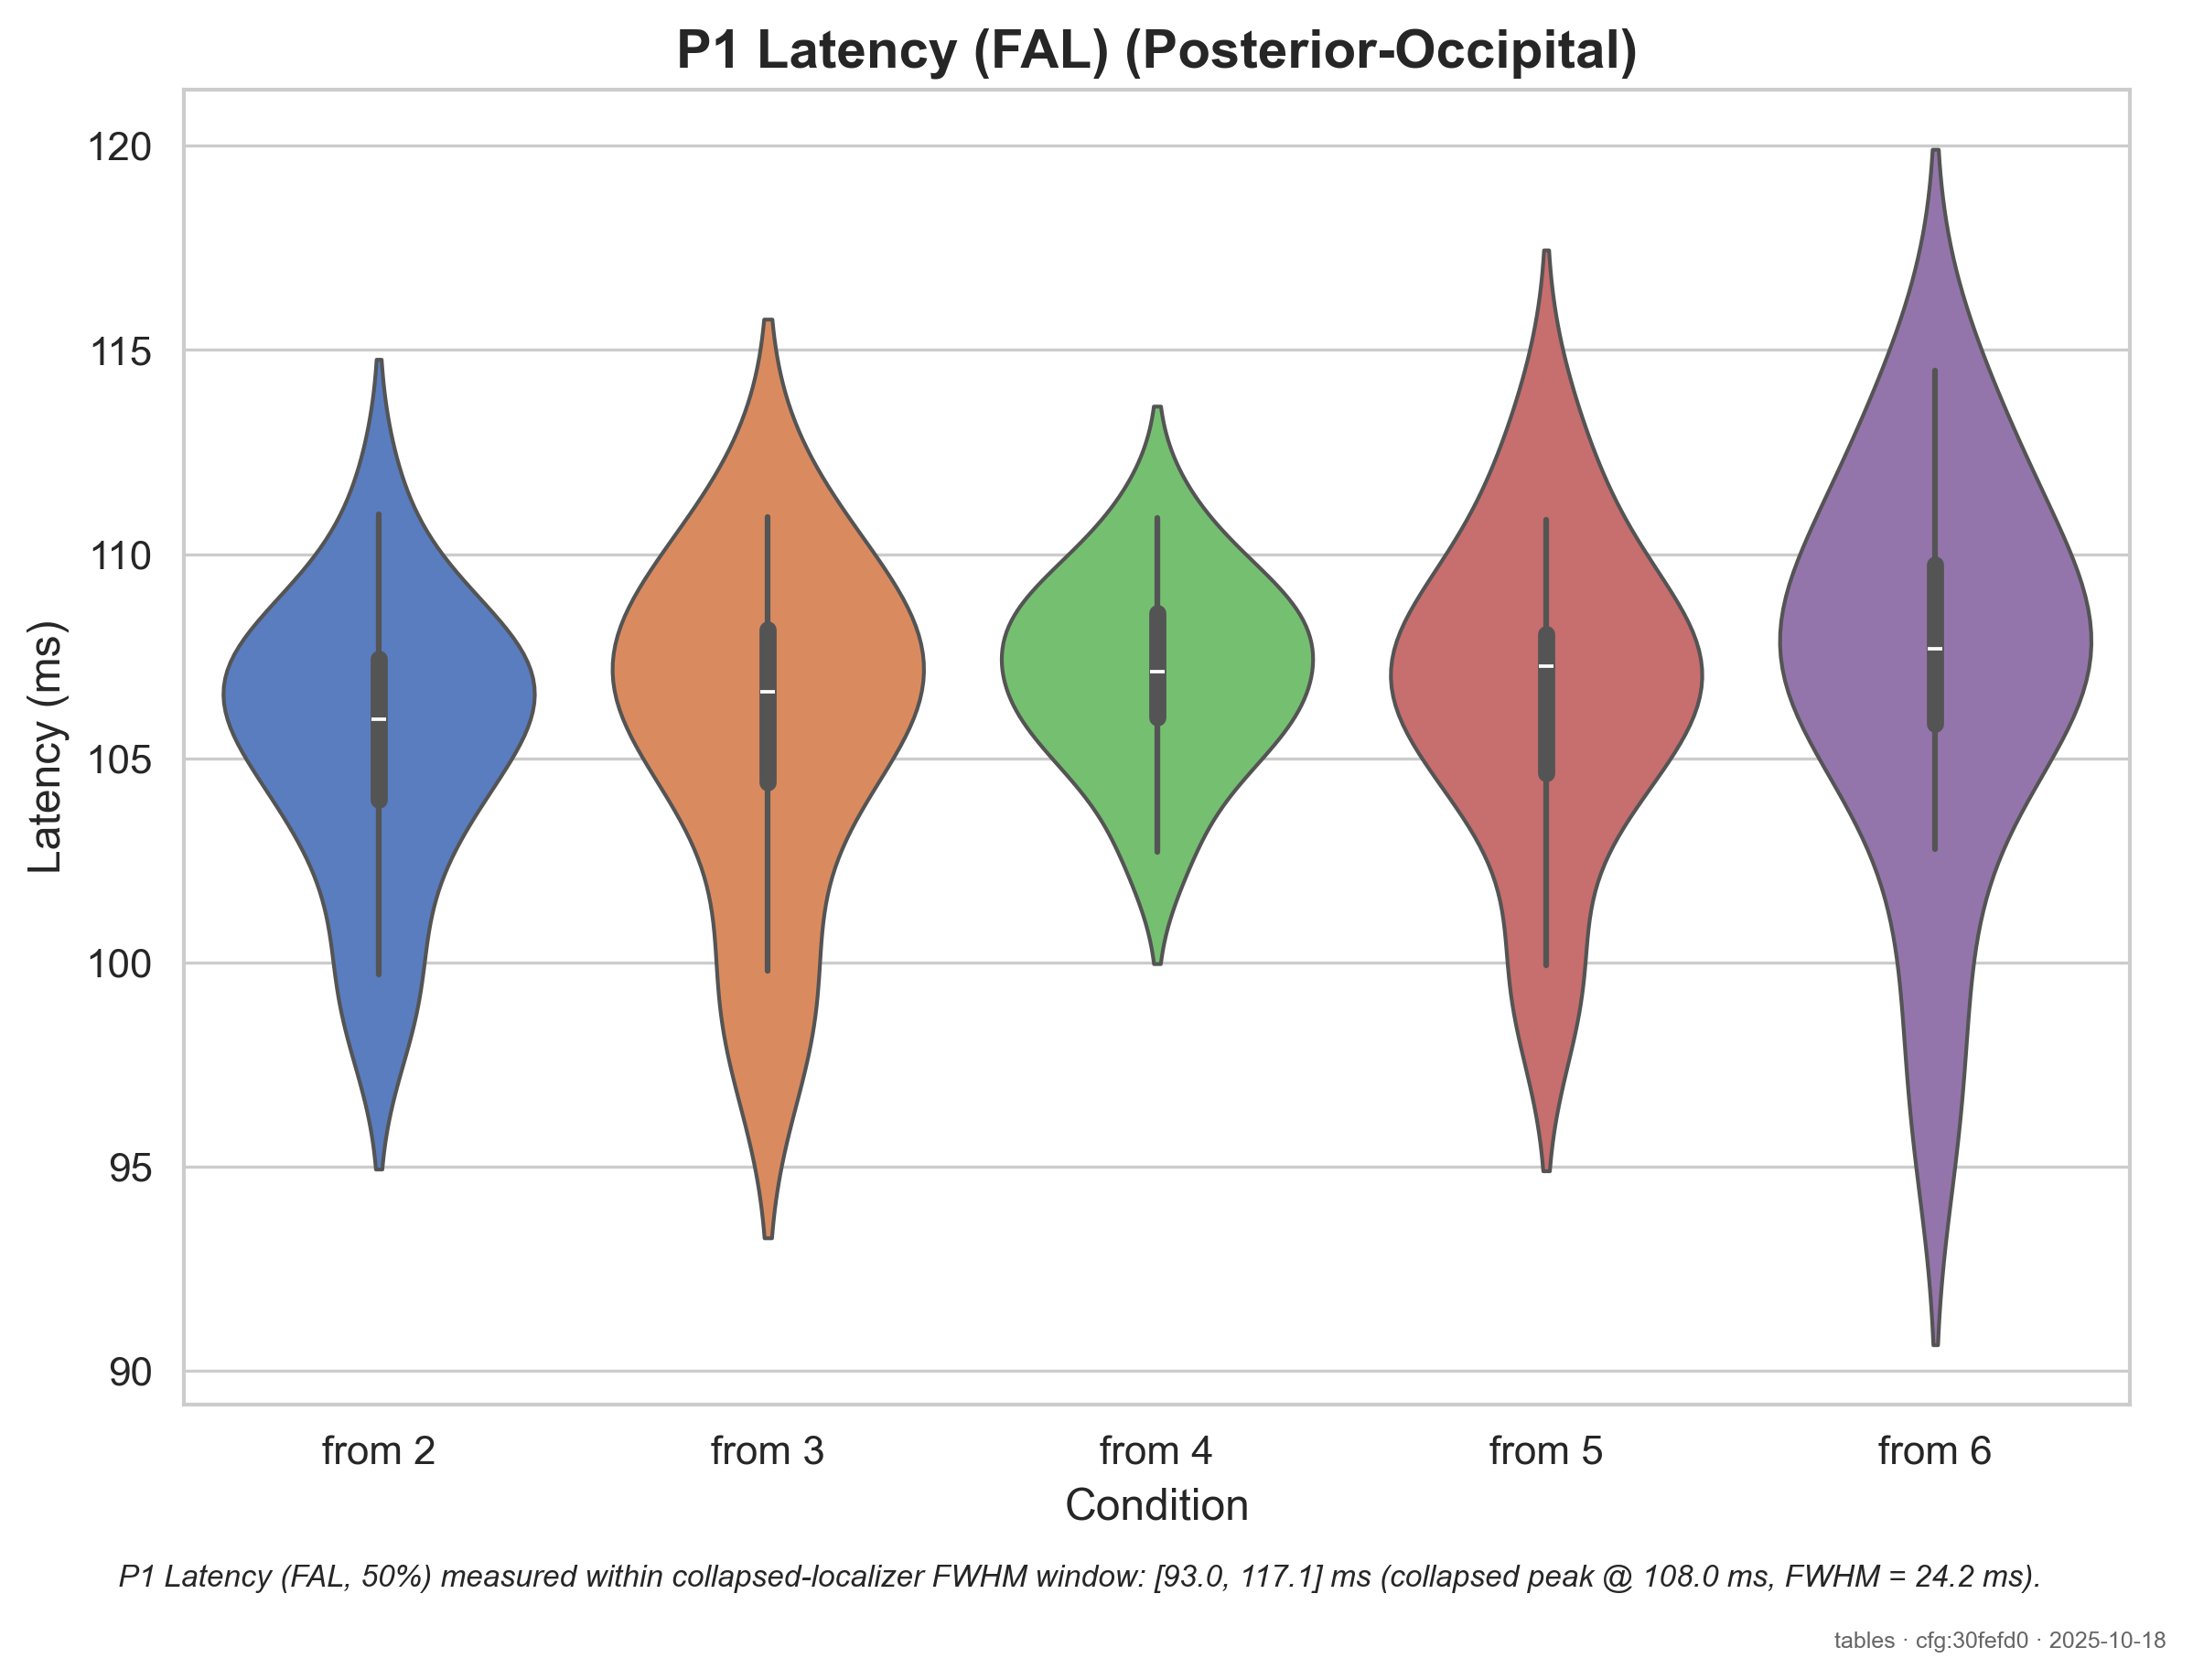 P1 Latency (FAL) (Posterior-Occipital)
Latency (ms)
120
115
110
105
100
95
90
from 2 from 3 from 4 from 5 from 6
Condition
P1 Latency (FAL, 50%) measured within collapsed-localizer FWHM window: [93.0, 117.1] ms (collapsed peak @ 108.0 ms, FWHM = 24.2 ms).
tables · cfg:30fefd0 · 2025-10-18